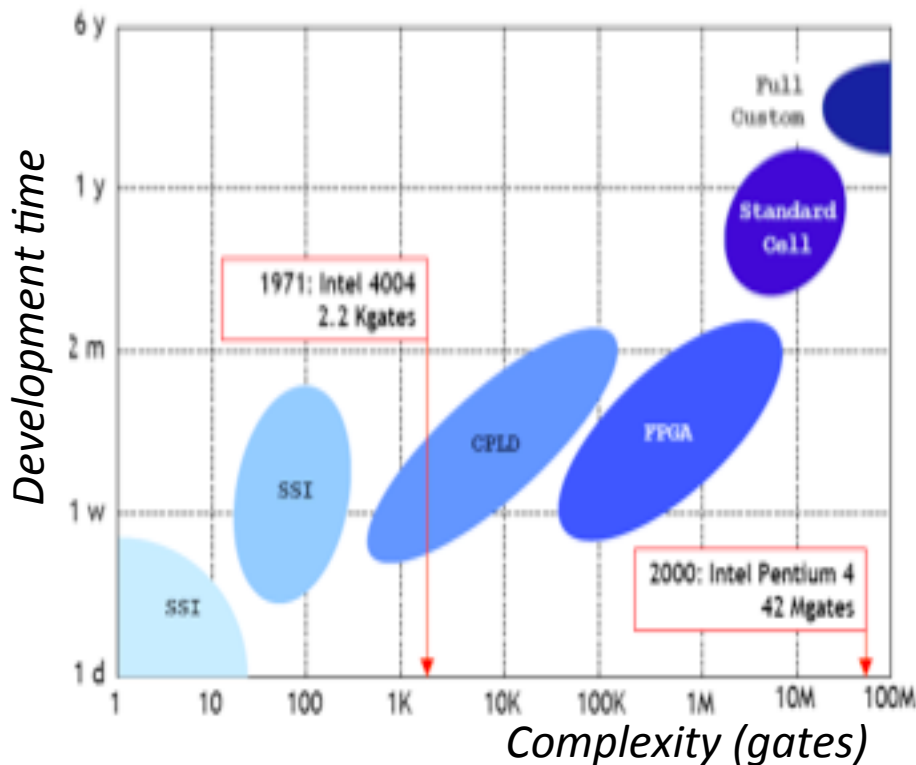 6 y
Full
Custom
1 y
Standard
Cell
1971: Intel 4004
2.2 Kgates
2 m
CPLD
FPGA
SSI
1 w
2000: Intel Pentium 4
42 Mgates
SSI
1 d
1 10 100 1K 10K 100K 1M 10M 100M
Development time
Complexity (gates)